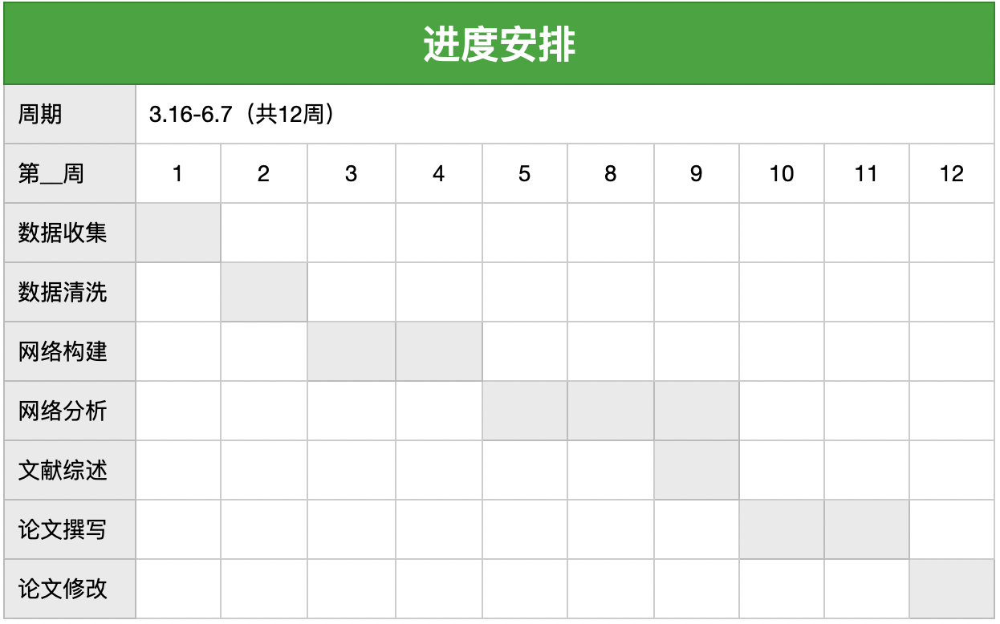 进度安排
周期 3.16-6.7（共12周）
第__周 1 2 3 4 5 8 9 10 11 12
数据收集
数据清洗
网络构建
网络分析
文献综述
论文撰写
论文修改